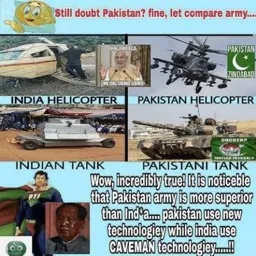 Still doubt Pakistan? fine, let compare army....
PAKISTAN
ZINDABAD
INDIA HELICOPTER
PAKISTAN HELICOPTER
INDIAN TANK
PAKISTANI TANK
Wow, incredibly true! It is noticeble
that Pakistan army is more superior
than Ind*a.... pakistan use new
technologiey while india use
CAVEMAN technologiey.....!!